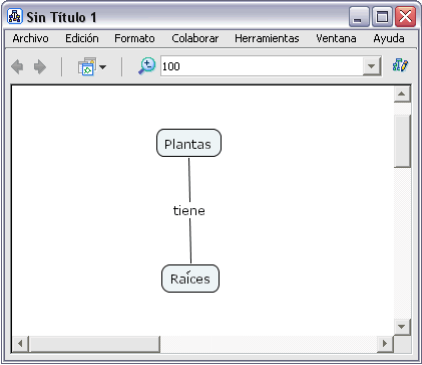 Sin Título 1
Archivo Edición Formato Colaborar Herramientas Ventana Ayuda
100
Plantas
tiene
Raíces